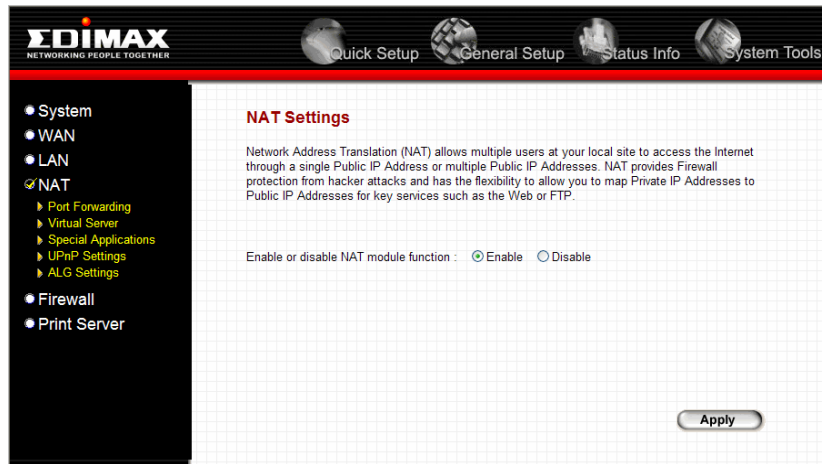 EDIMAX
NETWORKING PEOPLE TOGETHER
Quick Setup
General Setup
Status Info
System Tools
System
WAN
LAN
NAT
Port Forwarding
Virtual Server
Special Applications
UPnP Settings
ALG Settings
Firewall
Print Server
NAT Settings
Network Address Translation (NAT) allows multiple users at your local site to access the Internet
through a single Public IP Address or multiple Public IP Addresses. NAT provides Firewall
protection from hacker attacks and has the flexibility to allow you to map Private IP Addresses to
Public IP Addresses for key services such as the Web or FTP.
Enable or disable NAT module function : Enable Disable
Apply